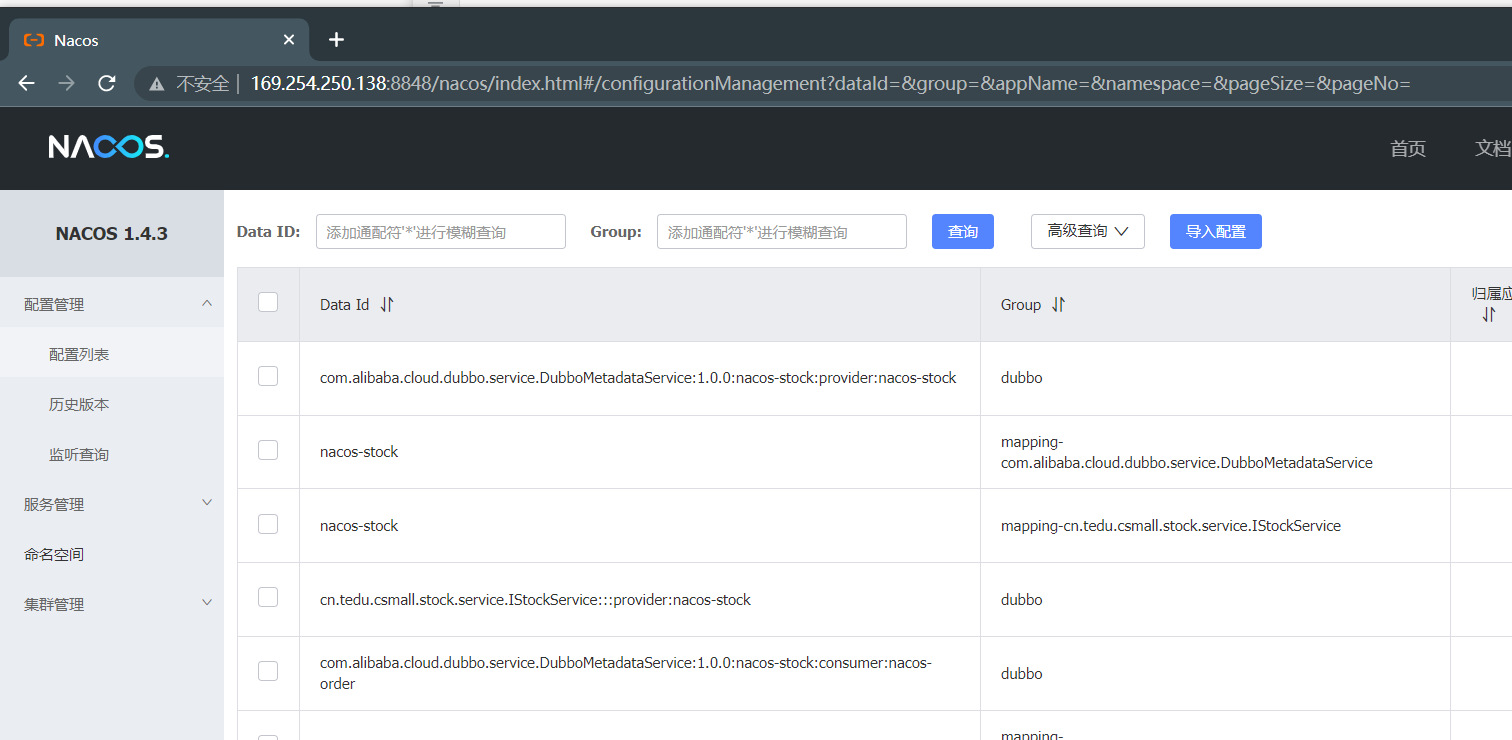 Nacos
不安全 169.254.250.138:8848/nacos/index.html#/configurationManagement?dataId=&group=&appName=&namespace=&pageSize=&pageNo=
NACOS.
首页
文档
NACOS 1.4.3
Data ID:
添加通配符'*'进行模糊查询
Group:
添加通配符'*'进行模糊查询
查询
高级查询
导入配置
配置管理
配置列表
历史版本
监听查询
服务管理
命名空间
集群管理
Data Id
Group
归属应
com.alibaba.cloud.dubbo.service.DubboMetadataService:1.0.0:nacos-stock:provider:nacos-stock
dubbo
nacos-stock
mapping-
com.alibaba.cloud.dubbo.service.DubboMetadataService
nacos-stock
mapping-cn.tedu.csmall.stock.service.IStockService
cn.tedu.csmall.stock.service.IStockService:::provider:nacos-stock
dubbo
com.alibaba.cloud.dubbo.service.DubboMetadataService:1.0.0:nacos-stock:consumer:nacos-
order
dubbo
mapping-